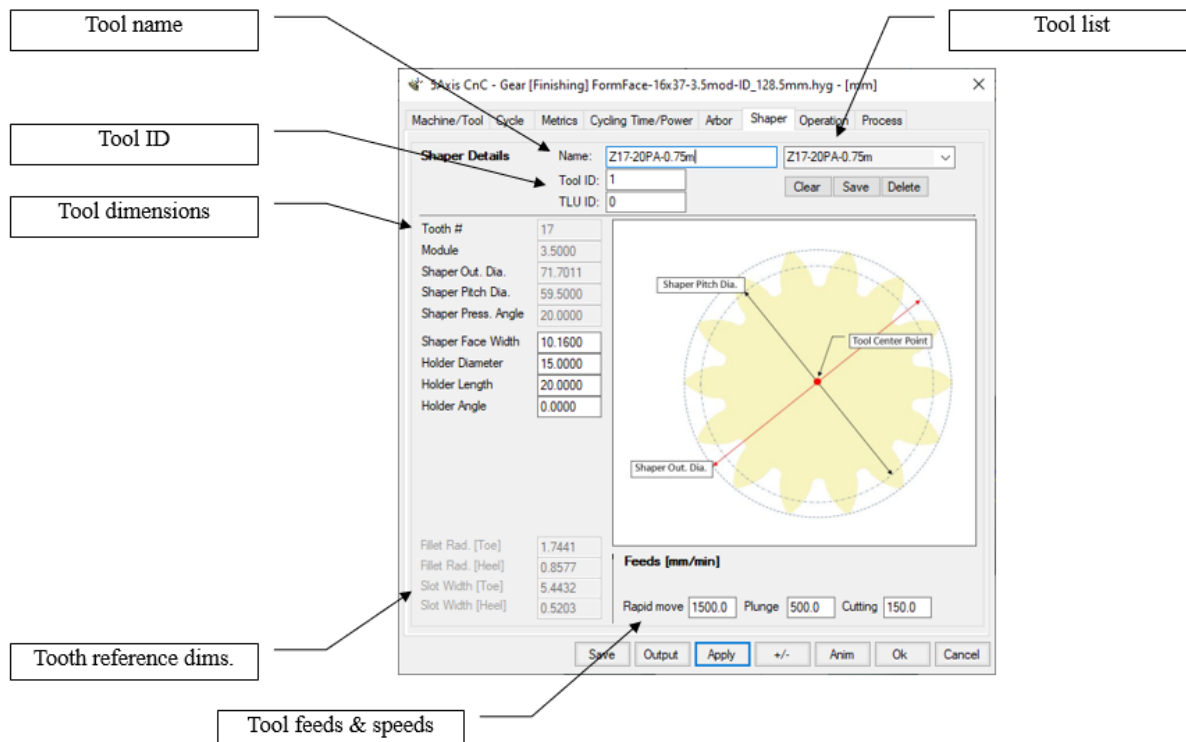 Tool name
Tool list
5Axis CnC - Gear [Finishing] FormFace-16x37-3.5mod-ID_128.5mm.hyg - [mm]
Machine/Tool Cycle Metrics Cycling Time/Power Arbor Shaper Operation Process
Tool ID
Shaper Details Name: Z17-20PA-0.75m Z17-20PA-0.75m
Tool ID: 1 Clear Save Delete
TLU ID: 0
Tool dimensions
Tooth # 17
Module 3.5000
Shaper Out. Dia. 71.7011
Shaper Pitch Dia. 59.5000
Shaper Press. Angle 20.0000
Shaper Face Width 10.1600
Holder Diameter 15.0000
Holder Length 20.0000
Holder Angle 0.0000
Shaper Pitch Dia.
Tool Center Point
Shaper Out. Dia.
Fillet Rad. [Toe] 1.7441
Fillet Rad. [Heel] 0.8577
Slot Width [Toe] 5.4432
Slot Width [Heel] 0.5203
Feeds [mm/min]
Rapid move 1500.0 Plunge 500.0 Cutting 150.0
Tooth reference dims.
Save Output Apply +/- Anim Ok Cancel
Tool feeds & speeds